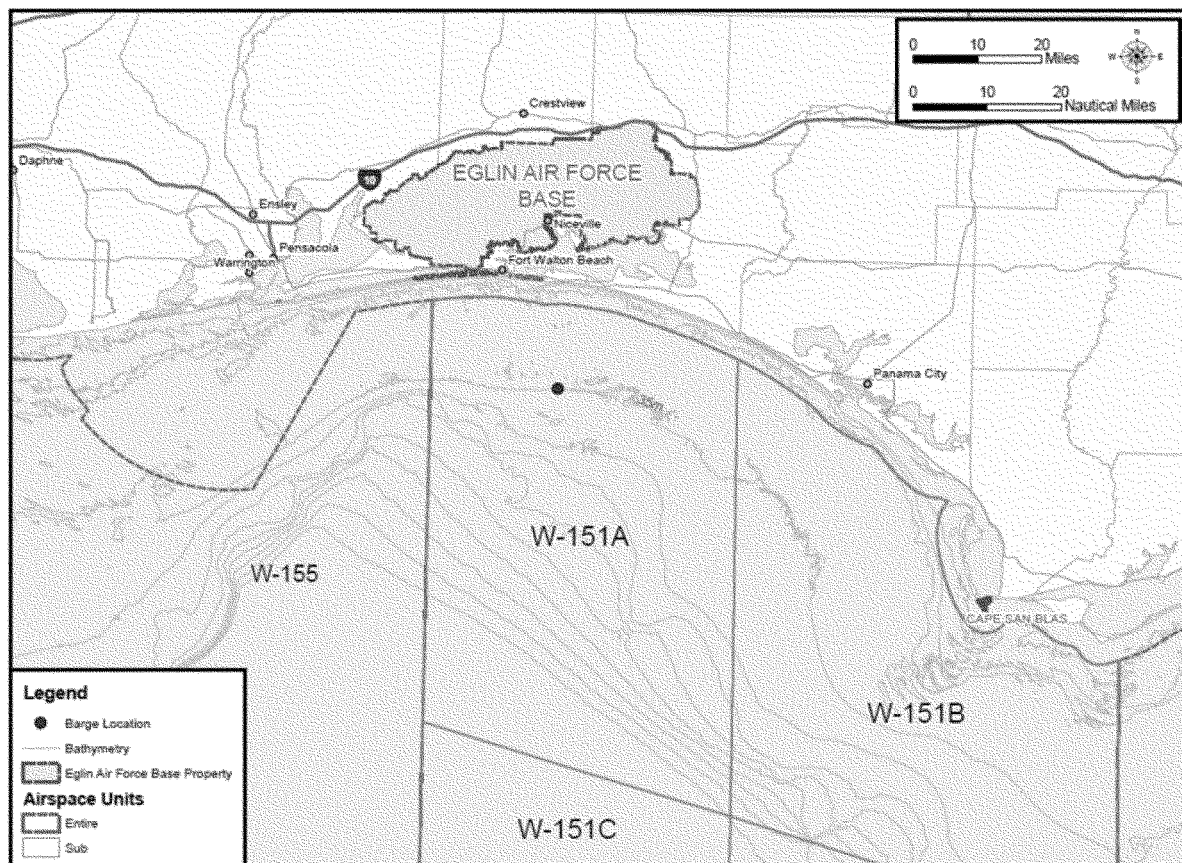 0 10 20
Miles
N
W E
S
0 10 20
Nautical Miles
Crestview
Daphne
10
EGLIN AIR FORCE
BASE
Ensley
Niceville
Pensacola
Warrington
Fort Walton Beach
Panama City
35m
W-151A
W-155
CAPE SAN BLAS
W-151B
W-151C
Legend
Barge Location
Bathymetry
Eglin Air Force Base Property
Airspace Units
Entire
Sub